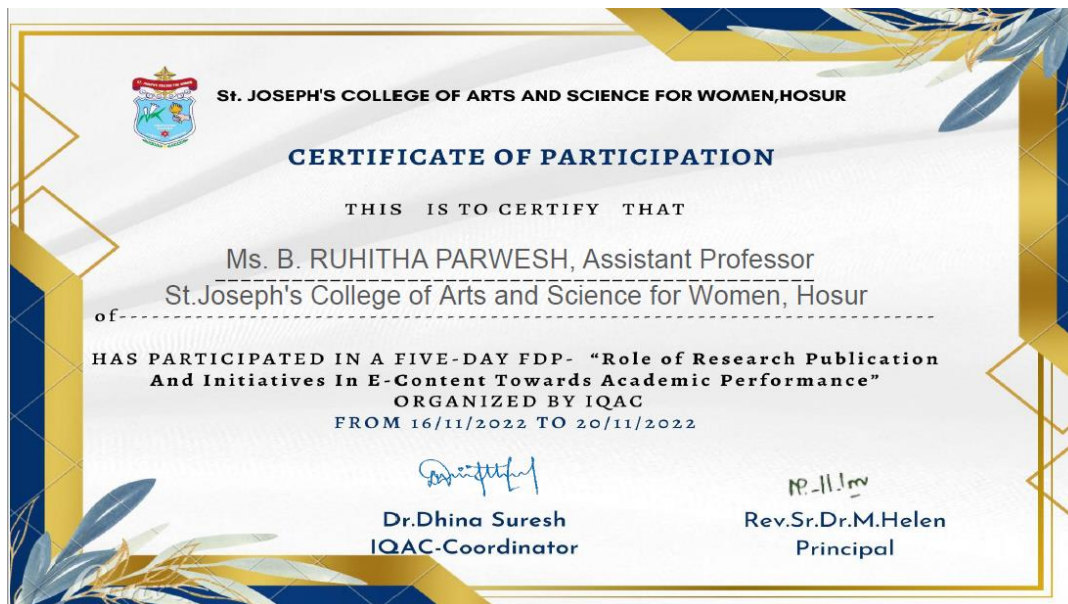 St. JOSEPH'S COLLEGE OF ARTS AND SCIENCE FOR WOMEN,HOSUR
CERTIFICATE OF PARTICIPATION
THIS IS TO CERTIFY THAT
Ms. B. RUHITHA PARWESH, Assistant Professor
St.Joseph's College of Arts and Science for Women, Hosur
of
HAS PARTICIPATED IN A FIVE-DAY FDP- “Role of Research Publication
And Initiatives In E-Content Towards Academic Performance”
ORGANIZED BY IQAC
FROM 16/11/2022 TO 20/11/2022
Dr.Dhina Suresh
Rev.Sr.Dr.M.Helen
IQAC-Coordinator
Principal